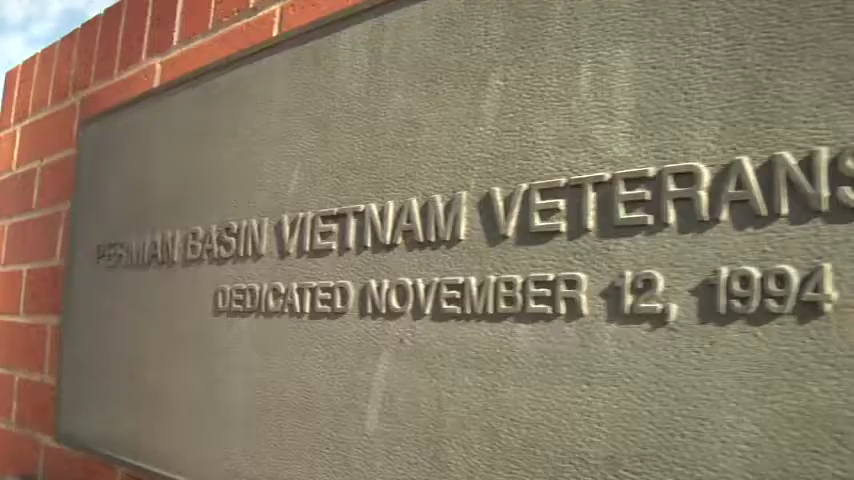 PERMIAN BASIN VIETNAM VETERANS
DEDICATED NOVEMBER 12, 1994